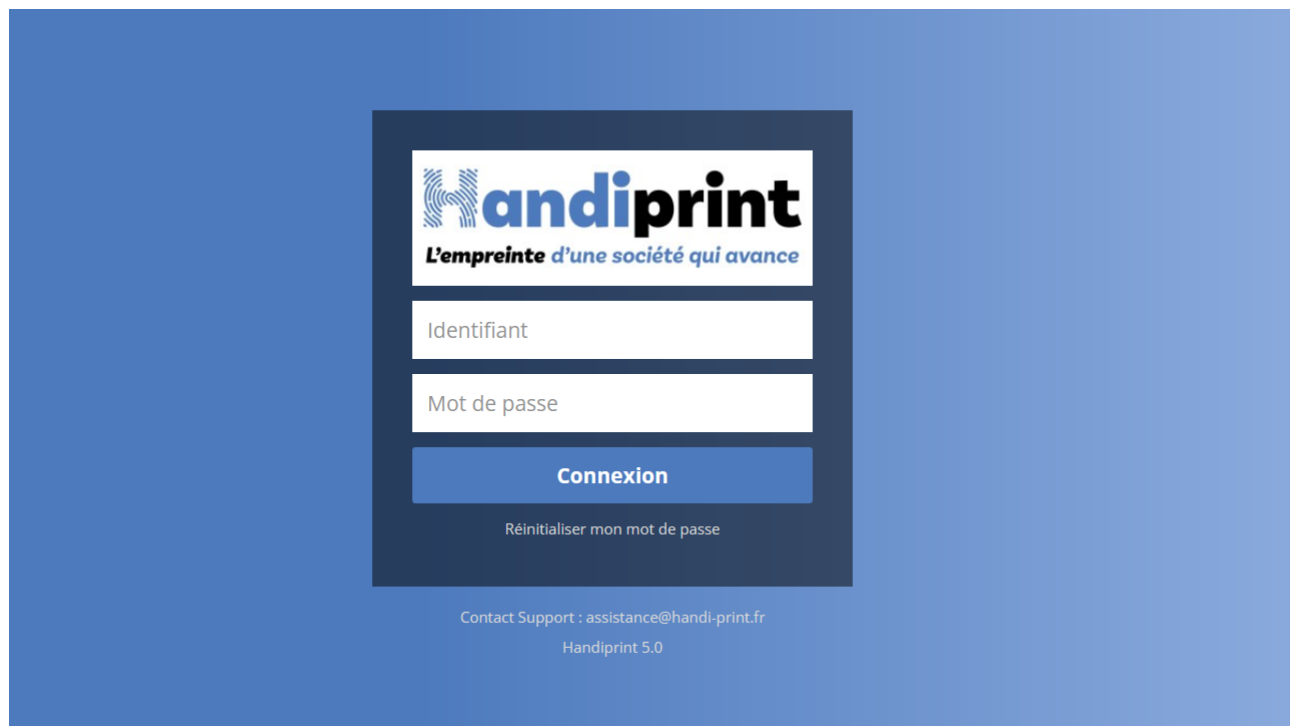 Handiprint
L'empreinte d'une société qui avance
Identifiant
Mot de passe
Connexion
Réinitialiser mon mot de passe
Contact Support : assistance@handi-print.fr
Handiprint 5.0